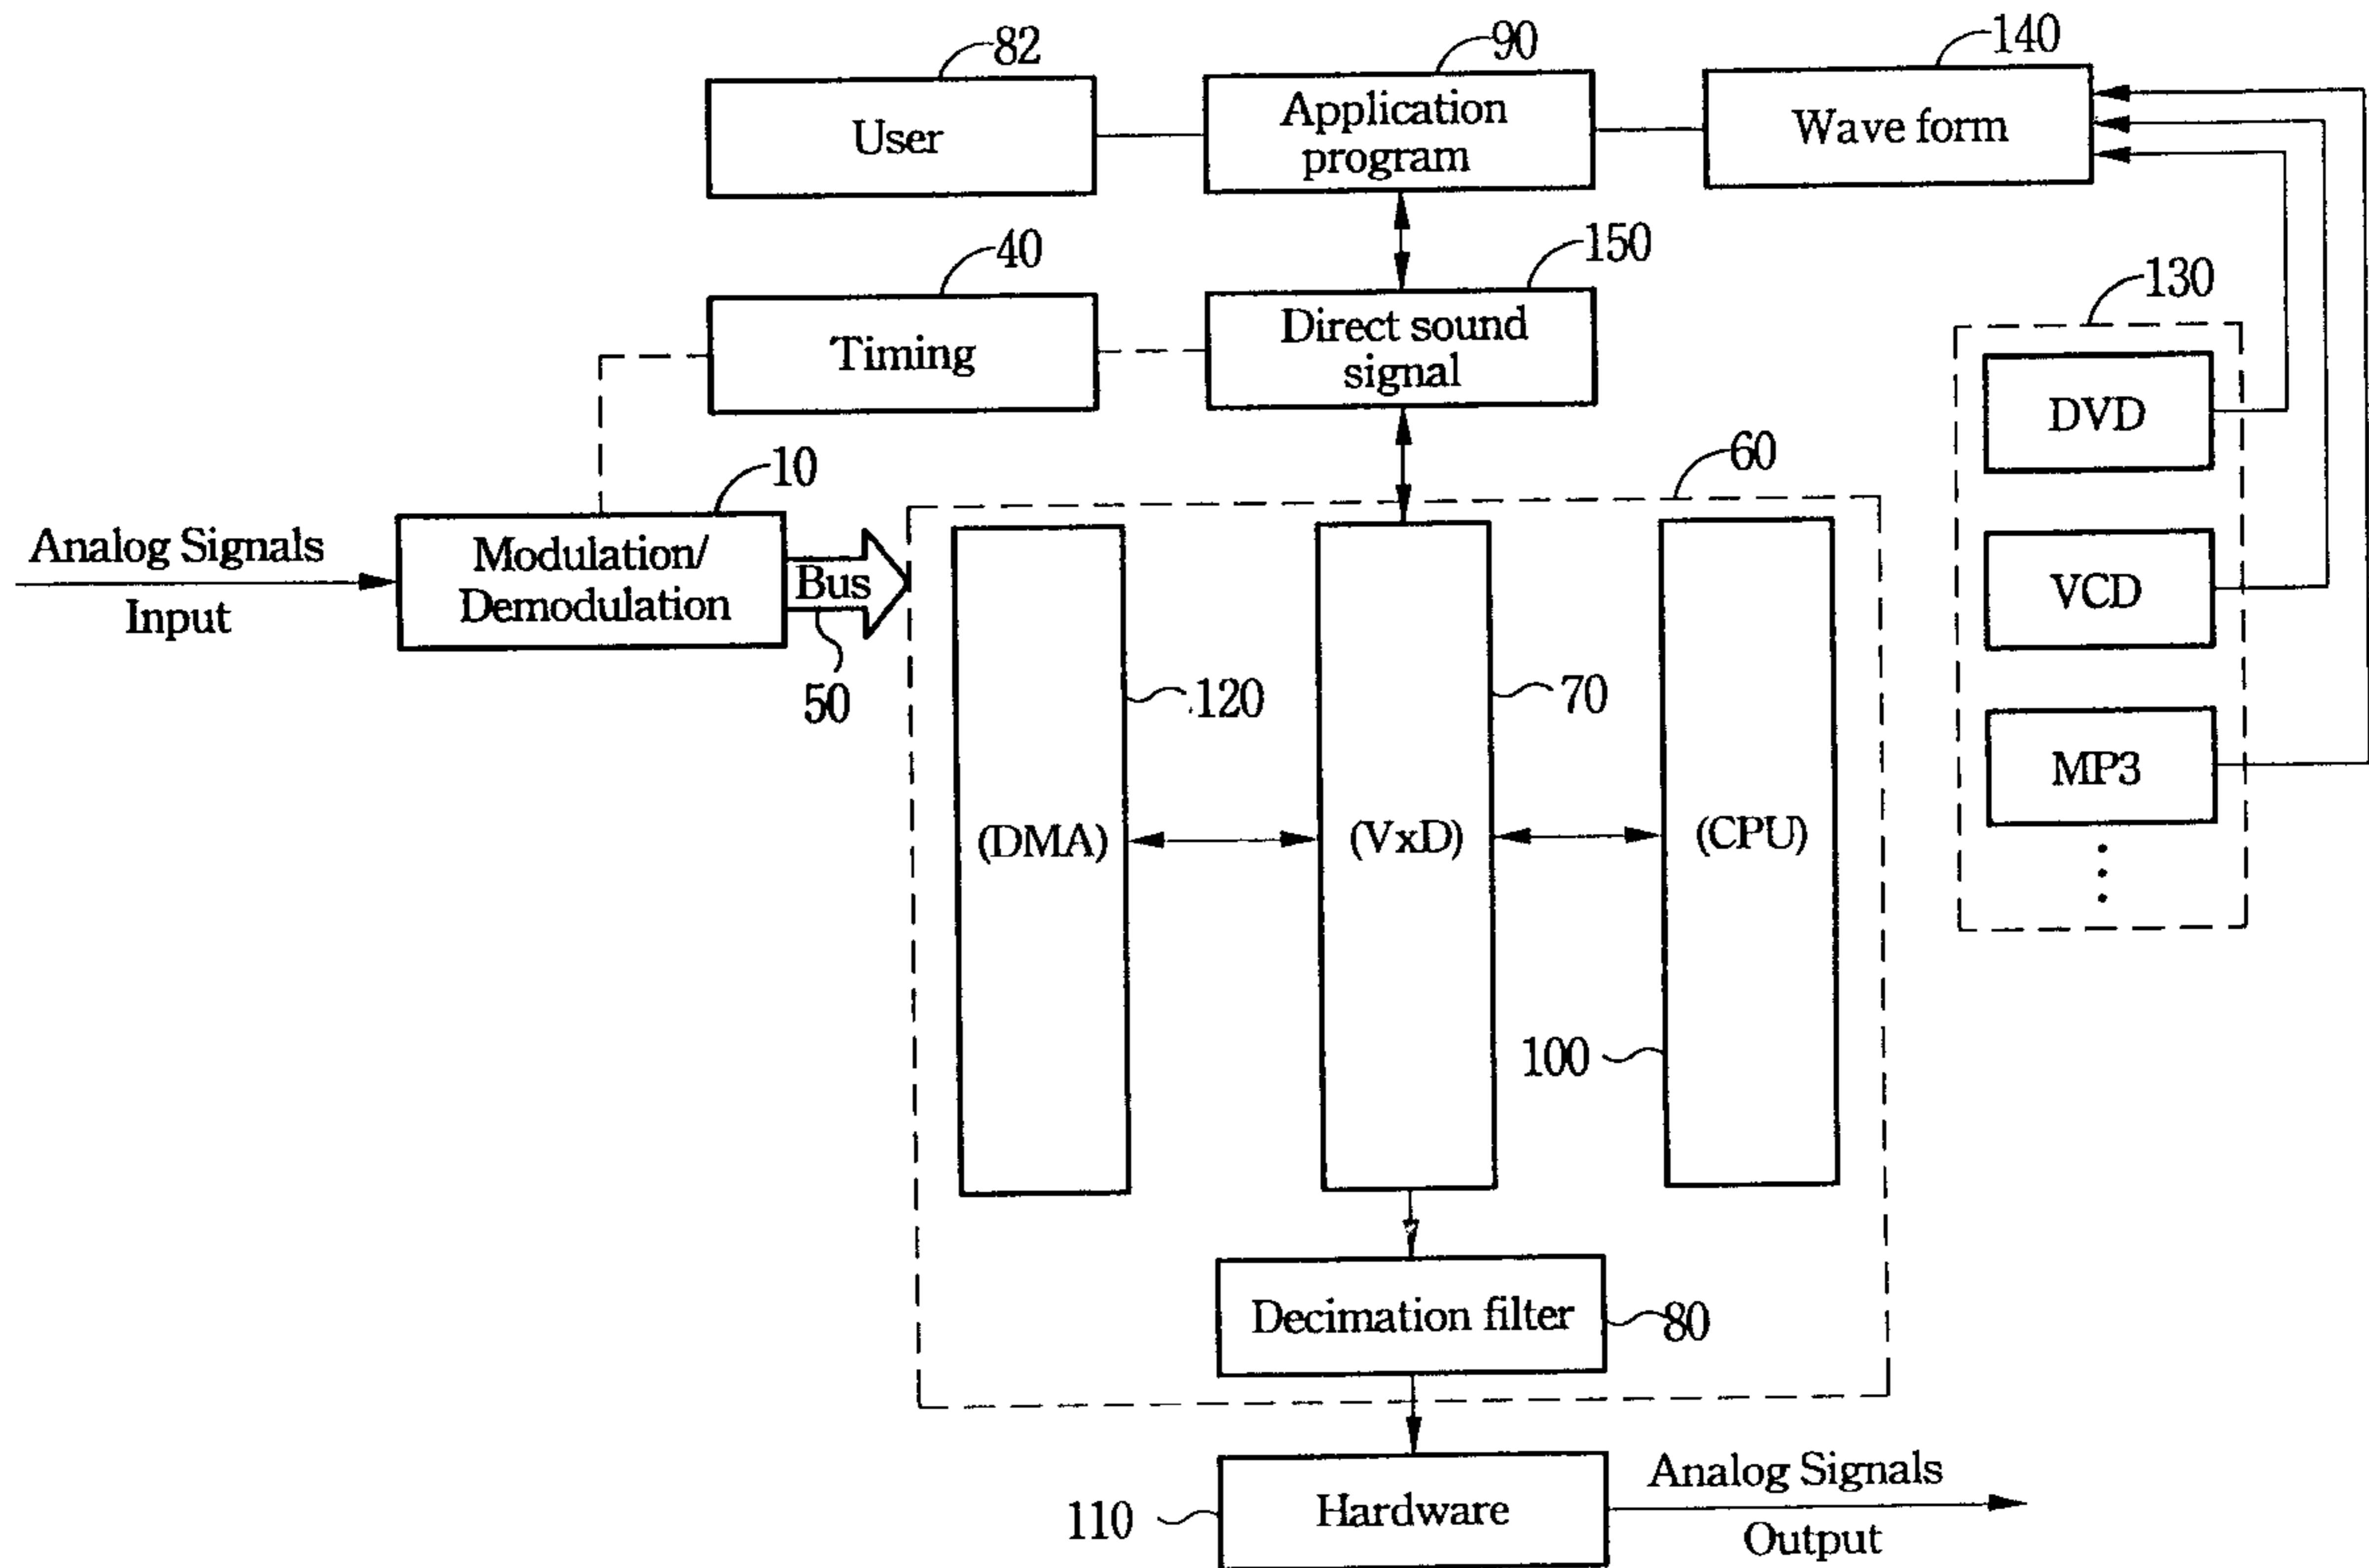 82
90
140
User
Application
program
Wave form
40
150
130
Timing
Direct sound
signal
DVD
10
60
Analog Signals
Input
Modulation/
Demodulation
Bus
50
VCD
120
70
MP3
(DMA)
(VxD)
(CPU)
100
Decimation filter
80
110
Hardware
Analog Signals
Output